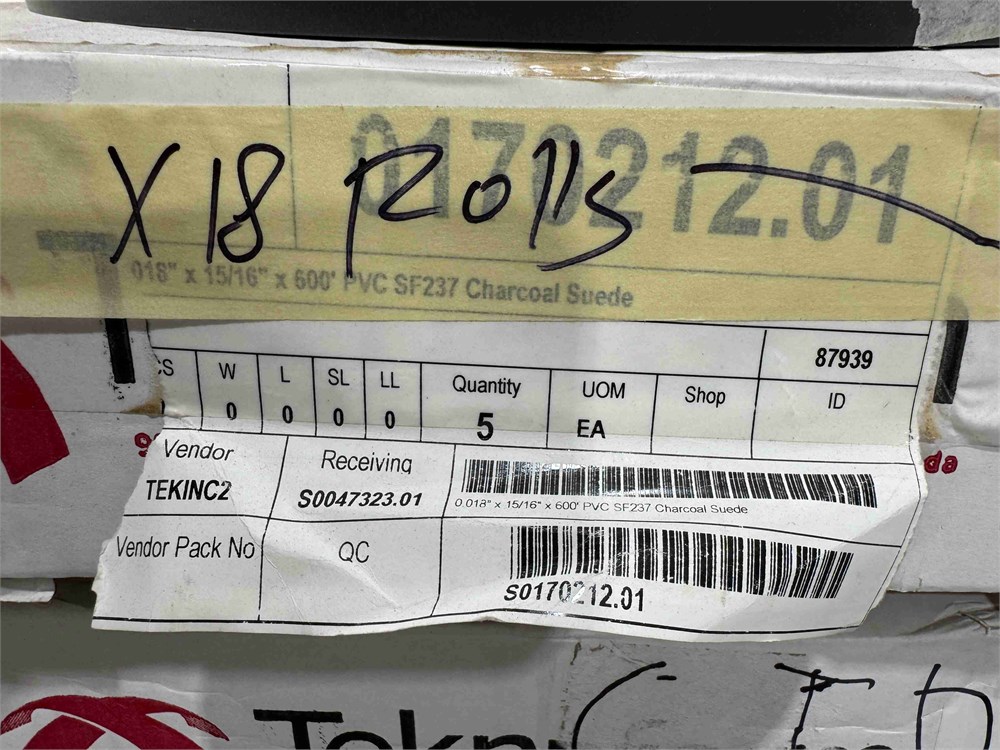 0170212.01
X 18 Rolls
018" x 15/16" x 600' PVC SF237 Charcoal Suede
87939
W L SL LL Quantity UOM Shop ID
0 0 0 0 5 EA
Vendor Receiving
TEKINC2 S0047323.01
0.018" x 15/16" x 600' PVC SF237 Charcoal Suede
Vendor Pack No QC
S0170212.01